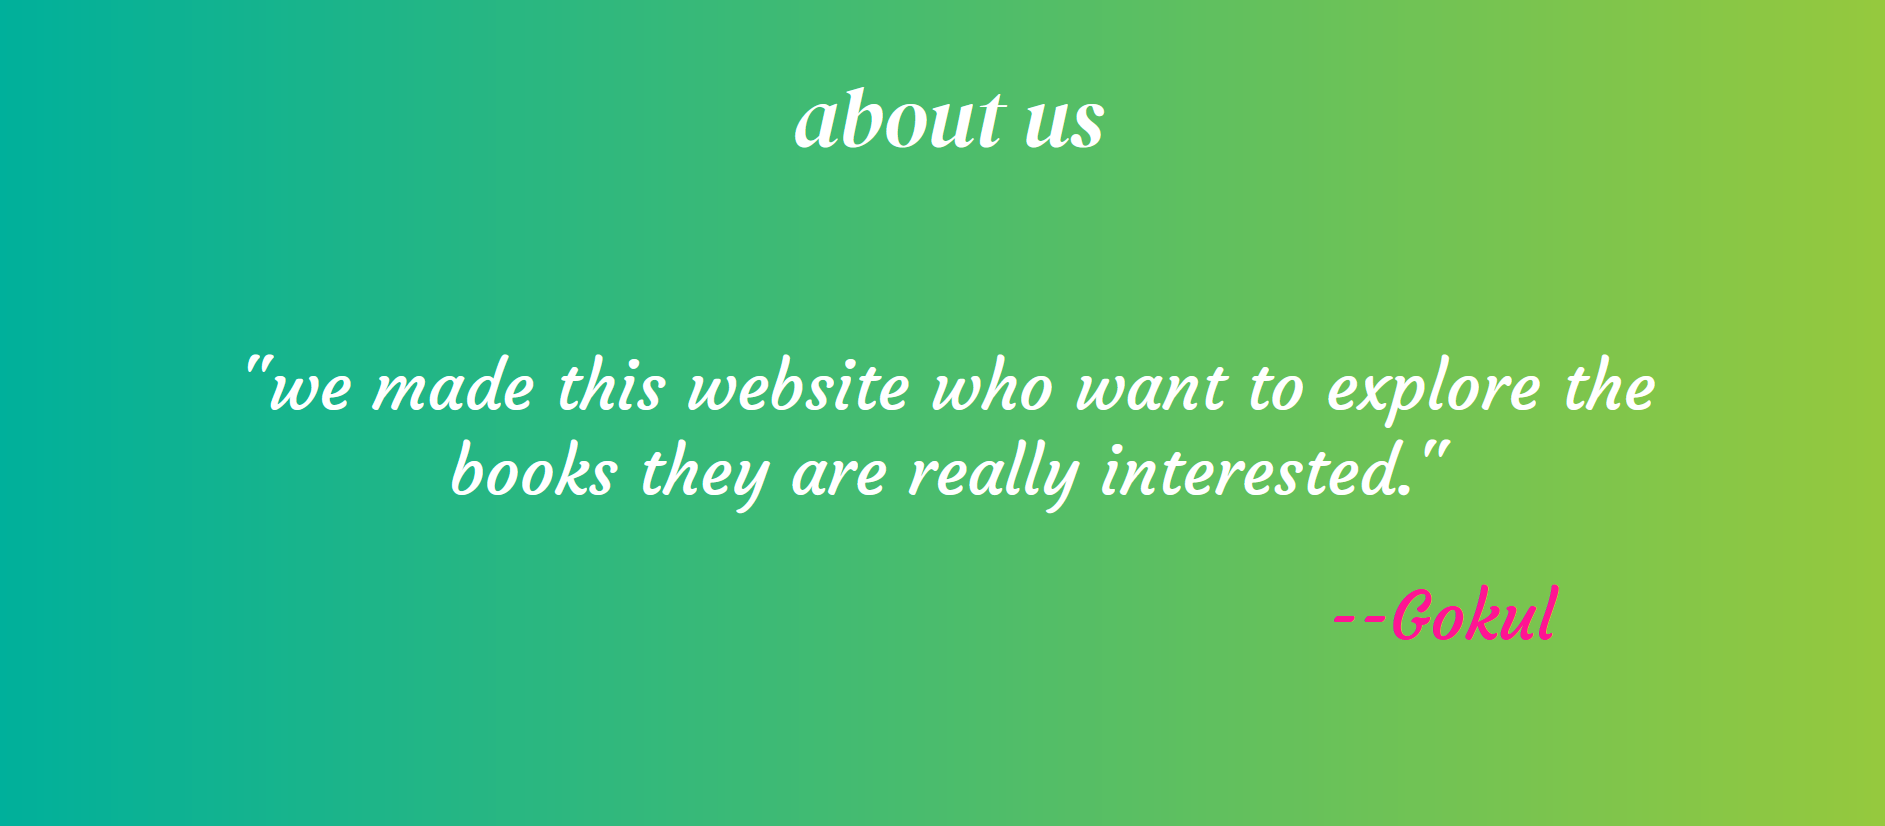 about us
"we made this website who want to explore the
books they are really interested."
--Gokul